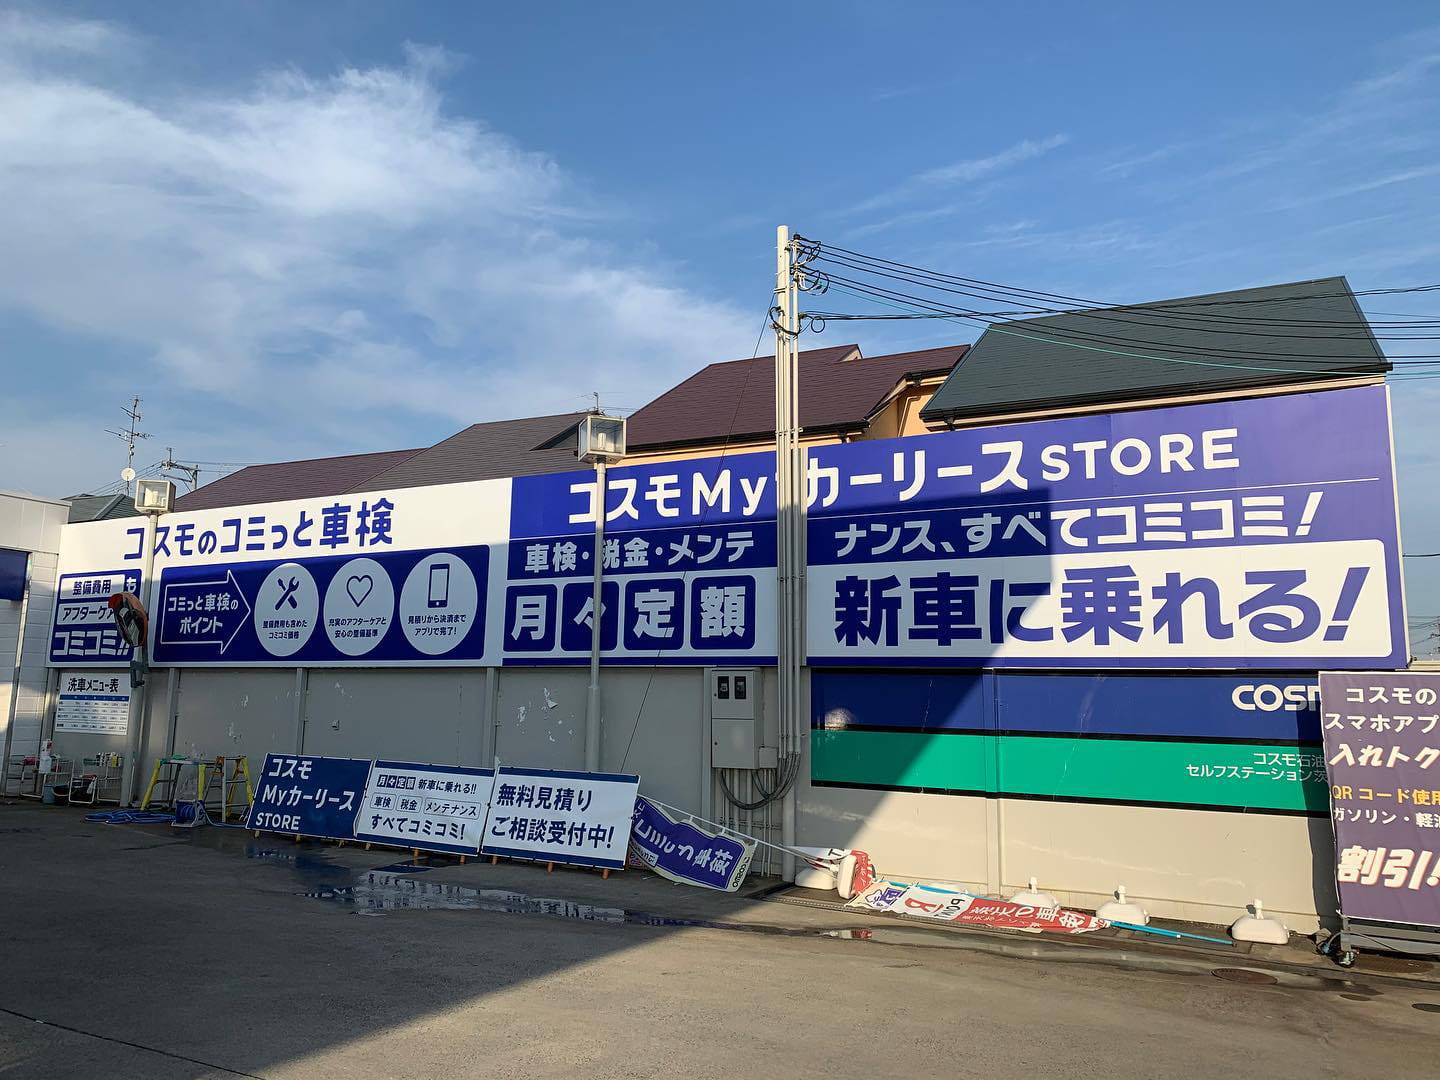 コスモのコミっと車検
整備費用も
アフターケア
コミコミ!!
コミっと車検の
ポイント
整備費用も含めた
コミコミ価格
充実のアフターケアと
安心の整備基準
見積りから決済まで
アプリで完了!
コスモMyカーリースSTORE
車検・税金・メンテ
ナンス、すべてコミコミ!
月々定額
新車に乗れる!
洗車メニュー表
COSM
コスモ石油
セルフステーション茨
コスモ
Myカーリース
STORE
月々定額 新車に乗れる!!
車検 税金 メンテナンス
すべてコミコミ!
無料見積り
ご相談受付中!
コミっと車検
コスモの
スマホアプ
入れトク
QRコード使用
ガソリン・軽油
割引!